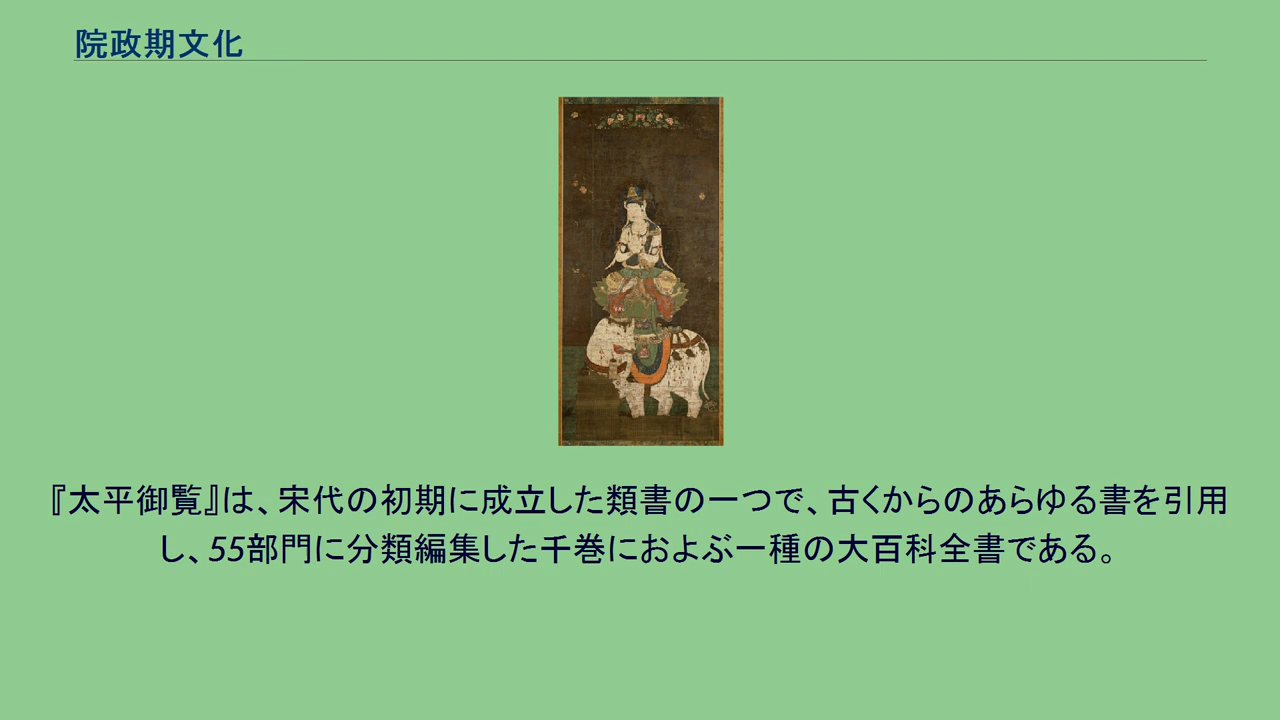 院政期文化
『太平御覧』は、宋代の初期に成立した類書の一つで、古くからのあらゆる書を引用
し、55部門に分類編集した千巻におよぶ一種の大百科全書である。